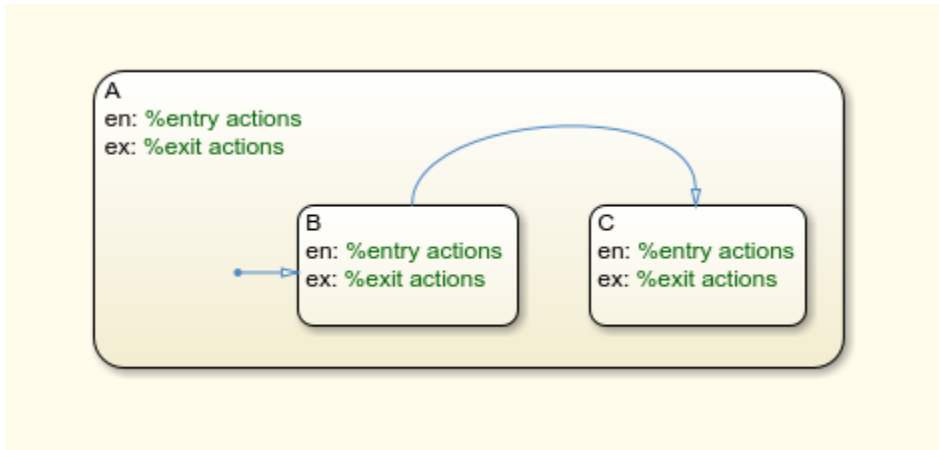 A
en: %entry actions
ex: %exit actions
B
en: %entry actions
ex: %exit actions
C
en: %entry actions
ex: %exit actions